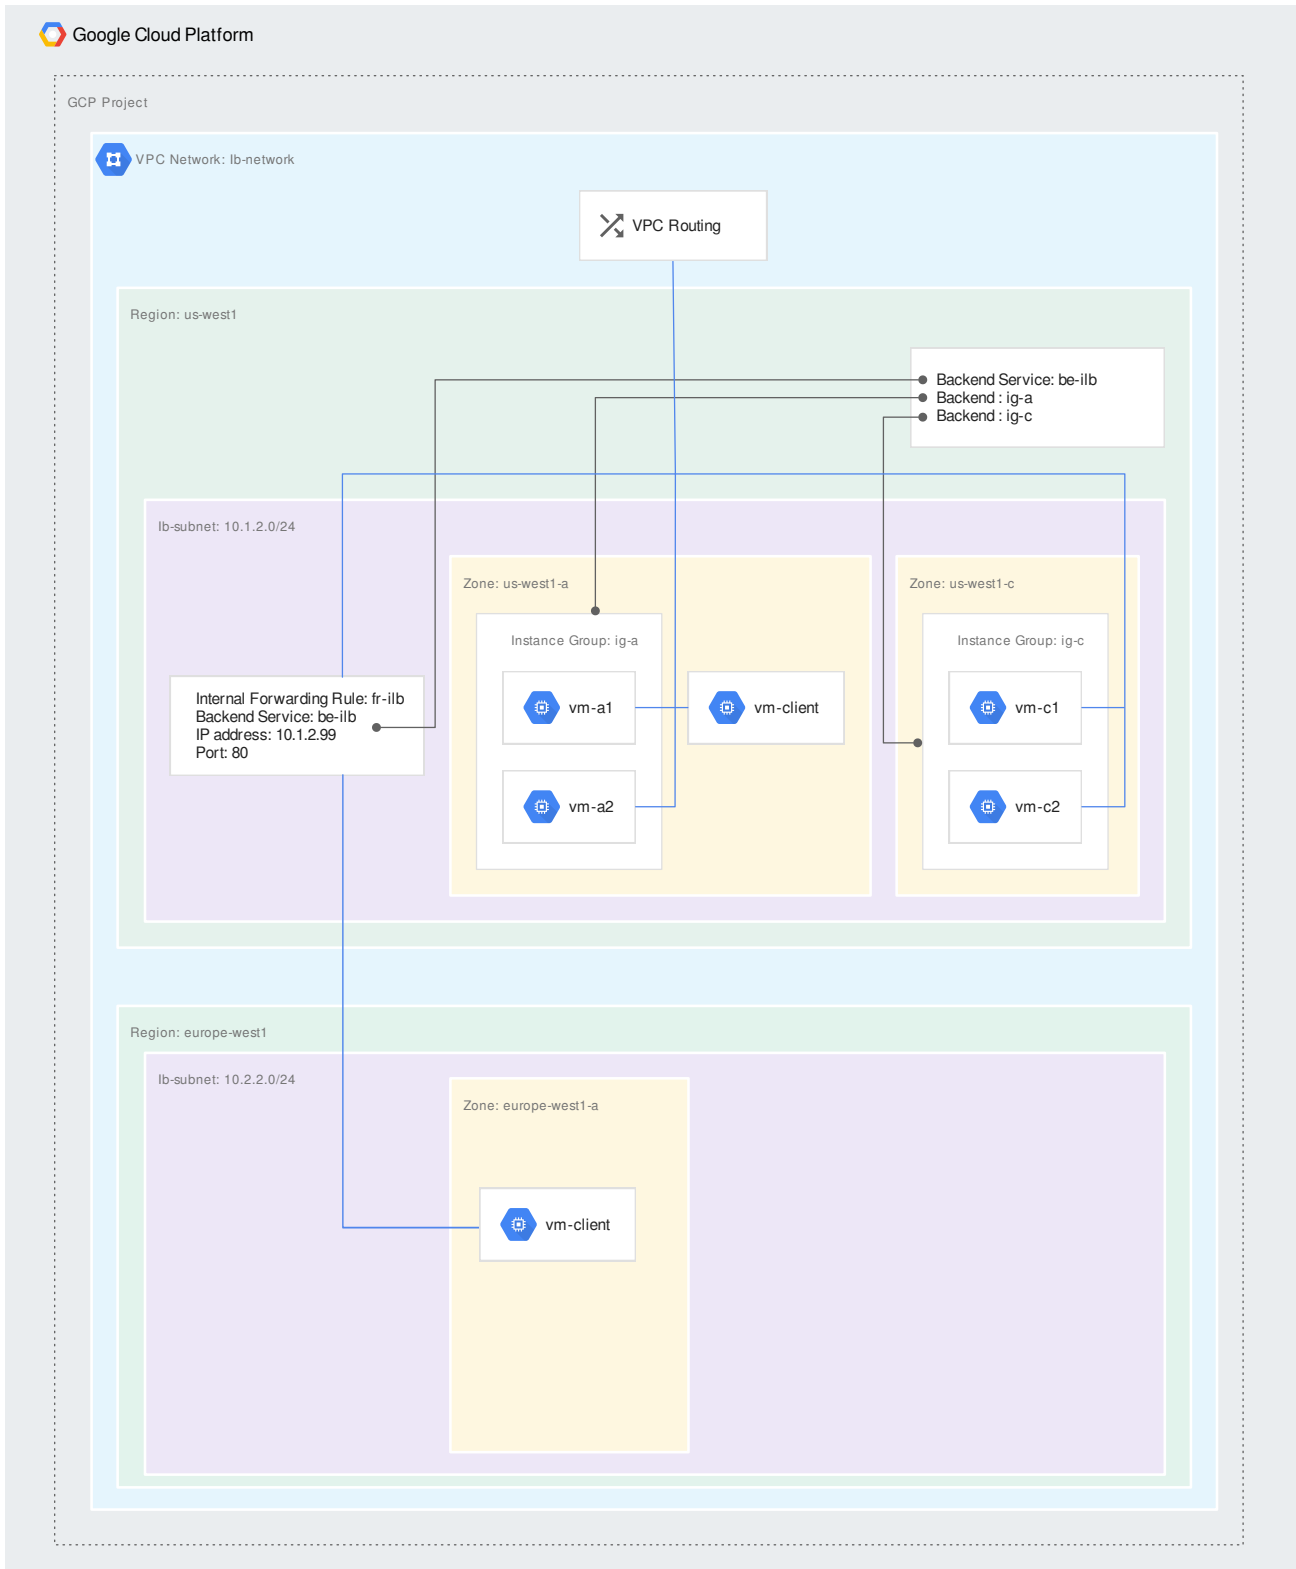 Google Cloud Platform
GCP Project
VPC Network: lb-network
VPC Routing
Region: us-west1
Backend Service: be-ilb
Backend : ig-a
Backend : ig-c
lb-subnet: 10.1.2.0/24
Zone: us-west1-a
Zone: us-west1-c
Instance Group: ig-a
Instance Group: ig-c
Internal Forwarding Rule: fr-ilb
Backend Service: be-ilb
IP address: 10.1.2.99
Port: 80
vm-a1
vm-client
vm-c1
vm-a2
vm-c2
Region: europe-west1
lb-subnet: 10.2.2.0/24
Zone: europe-west1-a
vm-client